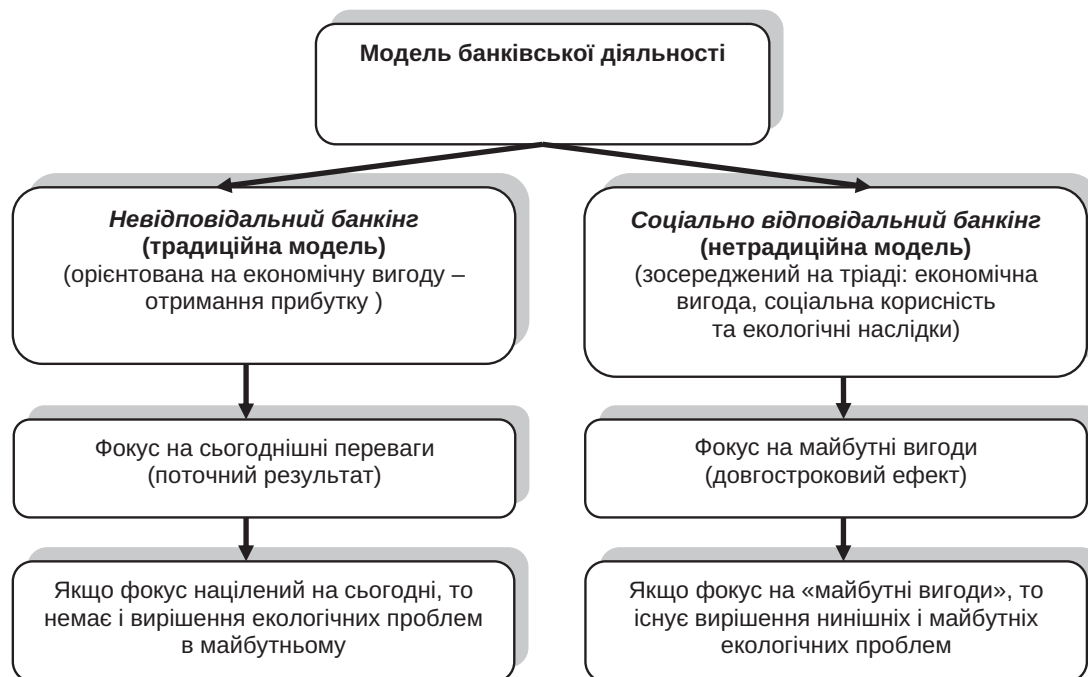 Модель банківської діяльності
Невідповідальний банкінг
(традиційна модель)
(орієнтована на економічну вигоду –
отримання прибутку )
Соціально відповідальний банкінг
(нетрадиційна модель)
(зосереджений на тріаді: економічна
вигода, соціальна корисність
та екологічні наслідки)
Фокус на сьогоднішні переваги
(поточний результат)
Фокус на майбутні вигоди
(довгостроковий ефект)
Якщо фокус націлений на сьогодні, то
немає і вирішення екологічних проблем
в майбутньому
Якщо фокус на «майбутні вигоди», то
існує вирішення нинішніх і майбутніх
екологічних проблем